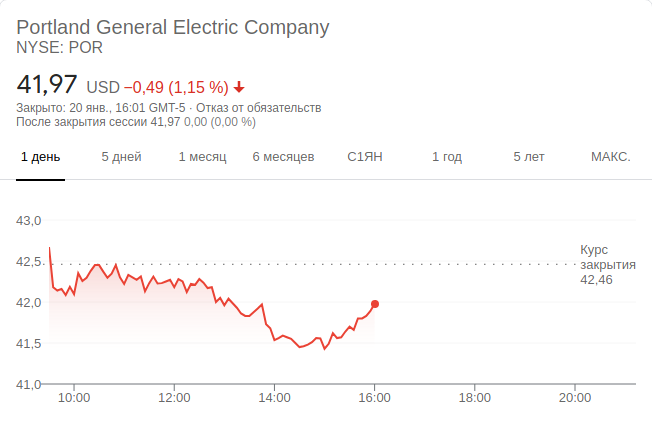 Portland General Electric Company
NYSE: POR
41,97 USD −0,49 (1,15 %)
Закрыто: 20 янв., 16:01 GMT-5 · Отказ от обязательств
После закрытия сессии 41,97 0,00 (0,00 %)
1 день 5 дней 1 месяц 6 месяцев С1ЯН 1 год 5 лет МАКС.
43,0
Курс
42,5 закрытия
42,46
42,0
41,5
41,0
10:00 12:00 14:00 16:00 18:00 20:00